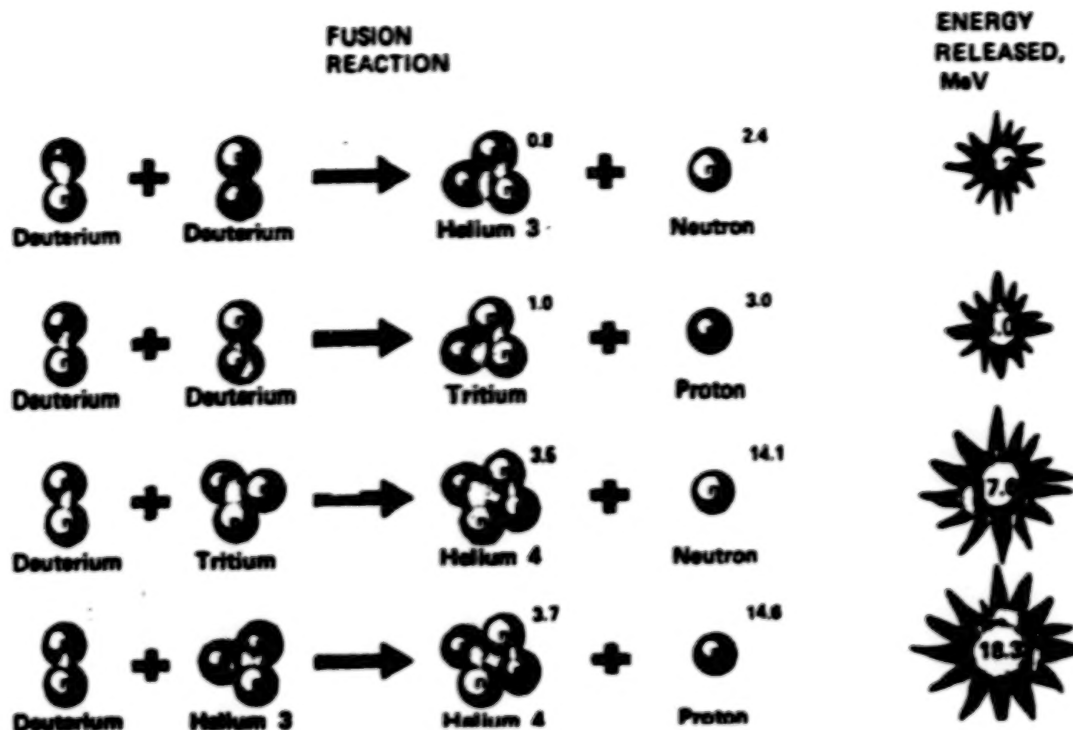 FUSION
REACTION
ENERGY
RELEASED,
MeV
0.8
2.4
Deuterium
Deuterium
Helium 3
Neutron
1.0
3.0
Deuterium
Deuterium
Tritium
Proton
3.5
14.1
Deuterium
Tritium
Helium 4
Neutron
3.7
14.6
18.3
Deuterium
Helium 3
Helium 4
Proton